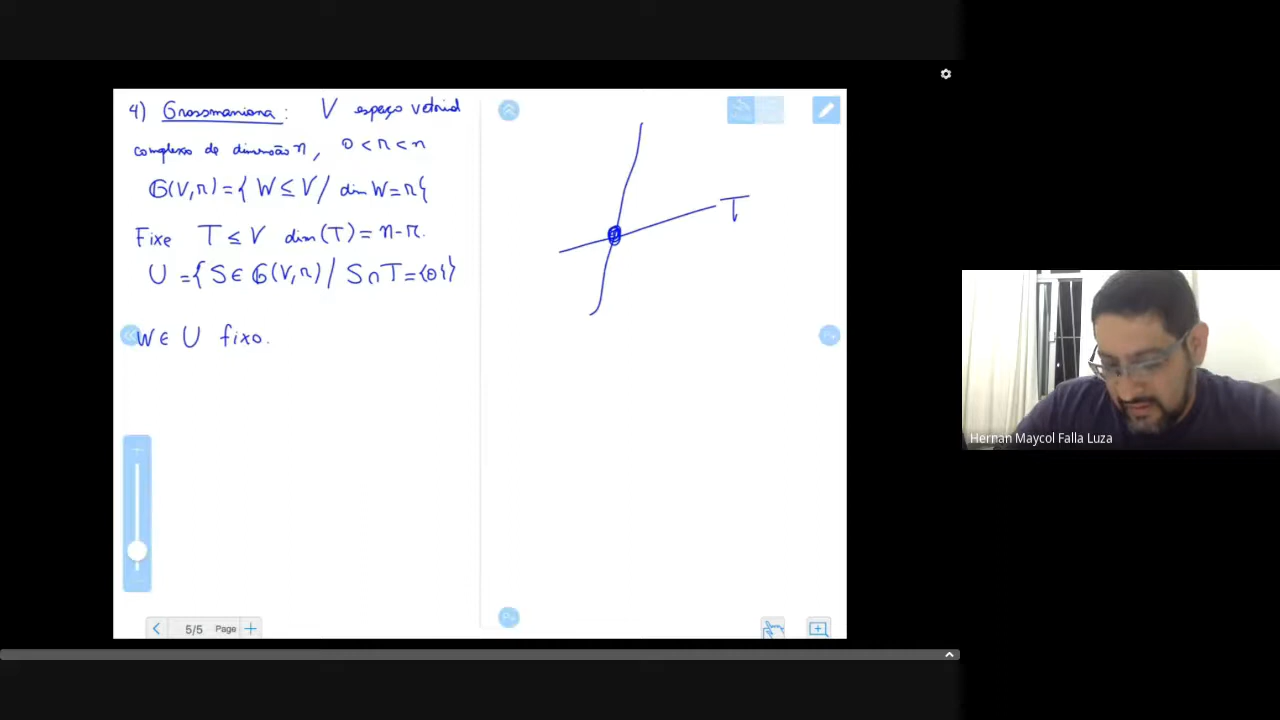 4) Grassmaniana: V espaço vetorial
complexo de dimensão n, 0 < r < n
G(V,r) = { W ≤ V / dim W = r }
Fixe T ≤ V dim(T) = n-r.
U = { S ∈ G(V,r) / S ∩ T = {0} }
W ∈ U fixo.
T
5/5 Page
Hernan Maycol Falla Luza